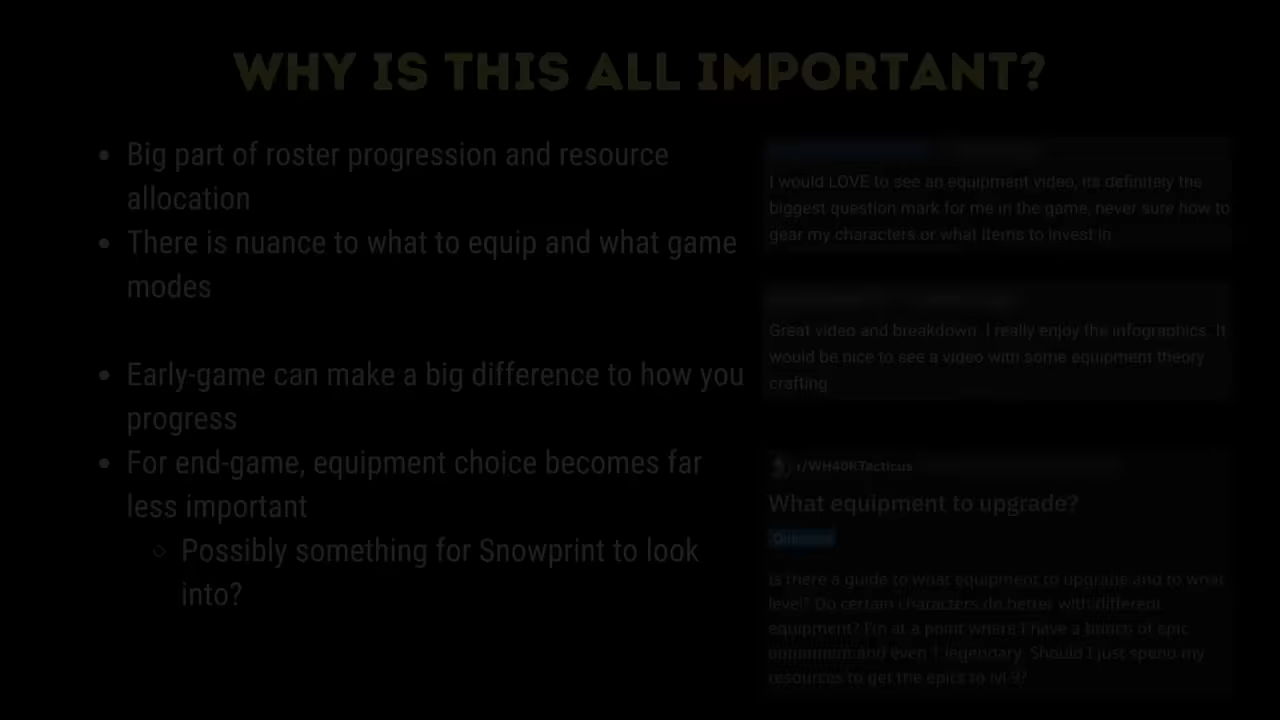 WHY IS THIS ALL IMPORTANT?
• Big part of roster progression and resource
allocation
• There is nuance to what to equip and what game
modes
• Early-game can make a big difference to how you
progress
• For end-game, equipment choice becomes far
less important
○ Possibly something for Snowprint to look
into?
I would LOVE to see an equipment video, its definitely the
biggest question mark for me in the game, never sure how to
gear my characters or what items to invest in
Great video and breakdown. I really enjoy the infographics. It
would be nice to see a video with some equipment theory
crafting
r/WH40KTacticus
What equipment to upgrade?
Is there a guide to what equipment to upgrade and to what
level? Do certain characters do better with different
equipment? I'm at a point where I have a bunch of epic
equipment and even 1 legendary. Should I just spend my
resources to get the epics to lvl 9?